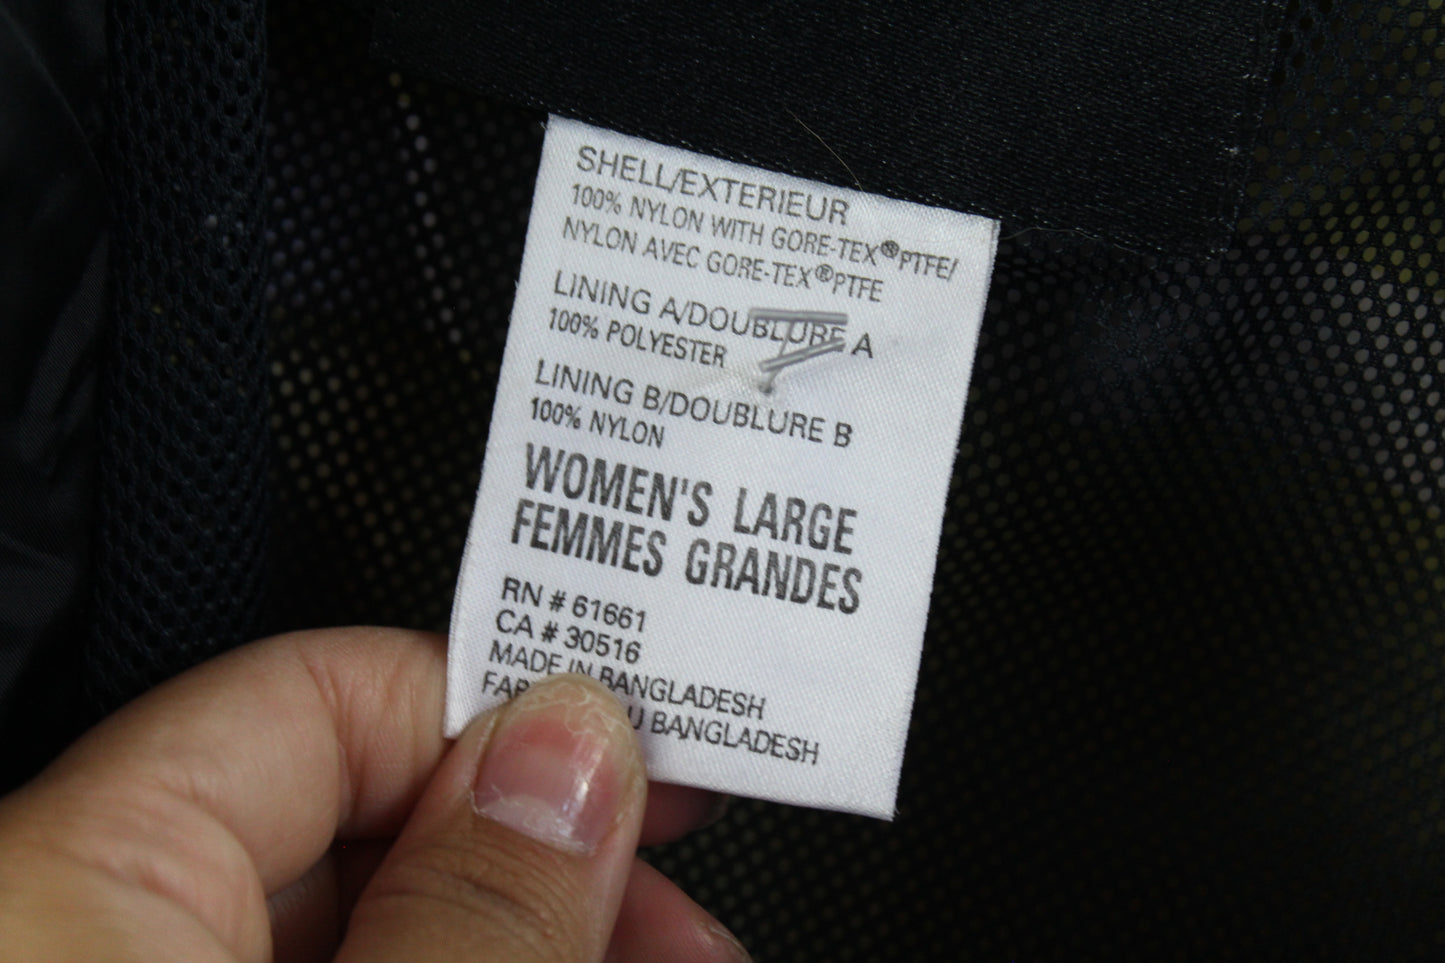 SHELL/EXTERIEUR
100% NYLON WITH GORE-TEX®PTFE/
NYLON AVEC GORE-TEX®PTFE
LINING A/DOUBLURE A
100% POLYESTER
LINING B/DOUBLURE B
100% NYLON
WOMEN'S LARGE
FEMMES GRANDES
RN # 61661
CA # 30516
MADE IN BANGLADESH
BANGLADESH